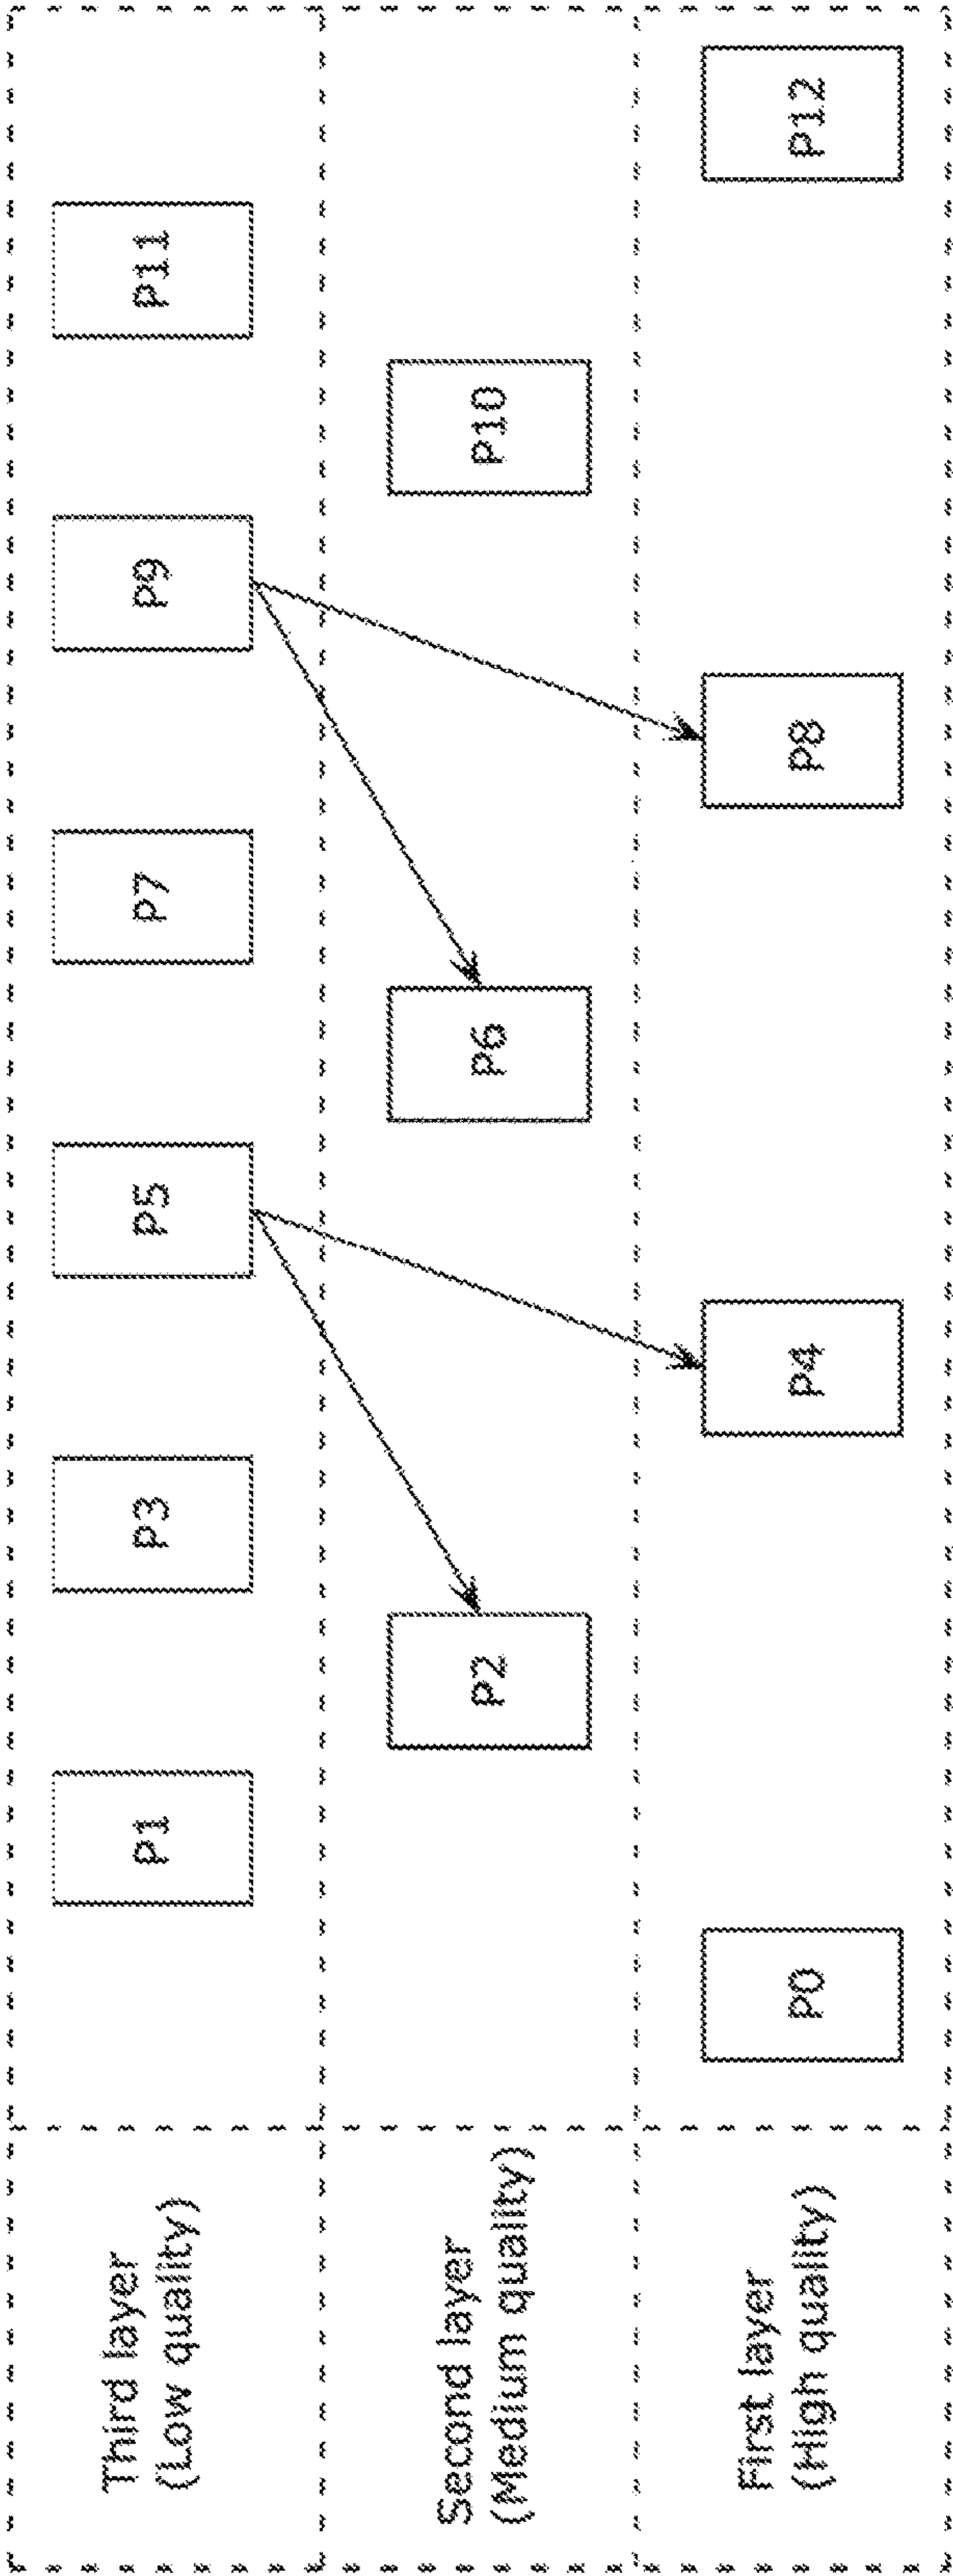 Third layer
(Low quality)
P1
P3
P5
P7
P9
P11
Second layer
(Medium quality)
P2
P6
P10
First layer
(High quality)
P0
P4
P8
P12